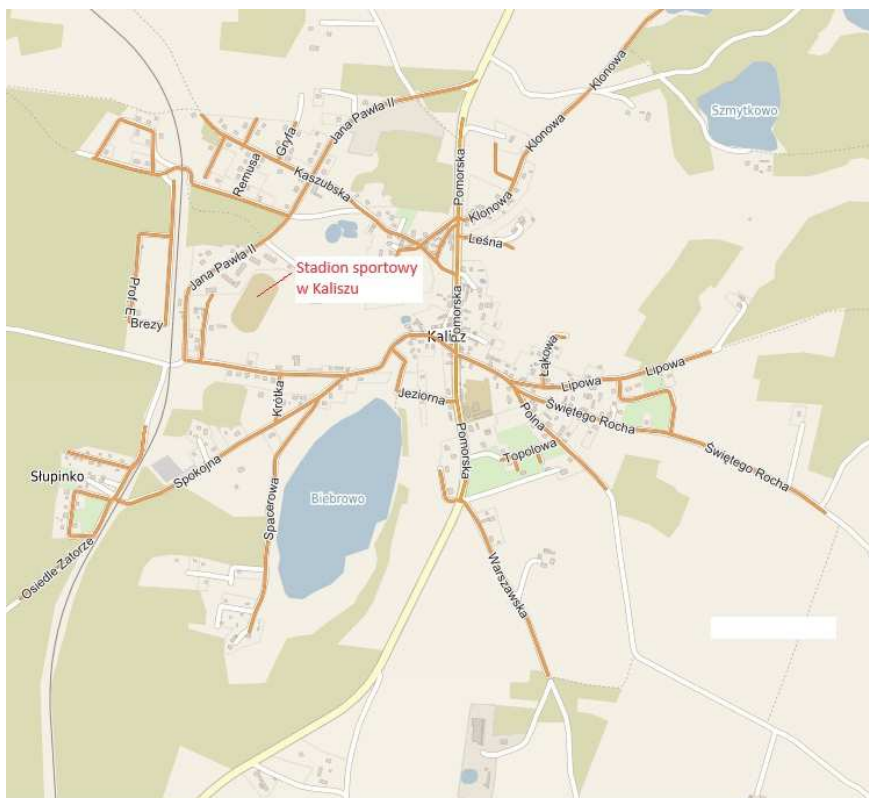 Klonowa
Szmytkowo
Jana Pawła II
Gryfa
Klonowa
Remusa
Kaszubska
Pomorska
Klonowa
Leśna
Jana Pawła II
Stadion sportowy
w Kaliszu
Prof. E. Brezy
Pomorska
Kalisz
Łąkowa
Lipowa
Lipowa
Krótka
Jeziorna
Polna
Świętego Rocha
Pomorska
Topolowa
Świętego Rocha
Słupinko
Spokojna
Biebrowo
Spacerowa
Osiedle Zatorze
Warszawska